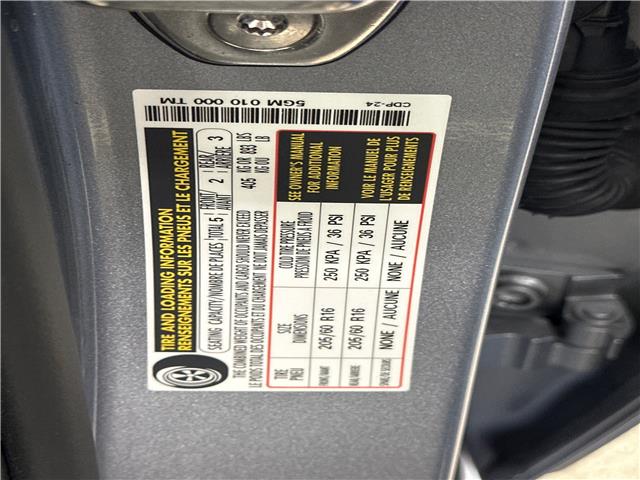 TIRE AND LOADING INFORMATION
RENSEIGNEMENTS SUR LES PNEUS ET LE CHARGEMENT
SEATING CAPACITY/NOMBRE DE PLACES TOTAL 5 FRONT/AVANT 2 REAR/ARRIERE 3
THE COMBINED WEIGHT OF OCCUPANTS AND CARGO SHOULD NEVER EXCEED 405 KG OR 893 LBS
LE POIDS TOTAL DES OCCUPANTS ET DU CHARGEMENT NE DOIT JAMAIS DEPASSER KG OU LB
TIRE PNEU SIZE DIMENSIONS COLD TIRE PRESSURE PRESSION DE PNEUS A FROID
FRONT/AVANT 205/60 R16 250 KPA / 36 PSI
REAR/ARRIERE 205/60 R16 250 KPA / 36 PSI
SPARE/DE SECOURS NONE / AUCUNE NONE / AUCUNE
SEE OWNER'S MANUAL
FOR ADDITIONAL
INFORMATION
VOIR LE MANUEL DE
L'USAGER POUR PLUS
DE RENSEIGNEMENTS
5GM 010 000 TM
CDP-24